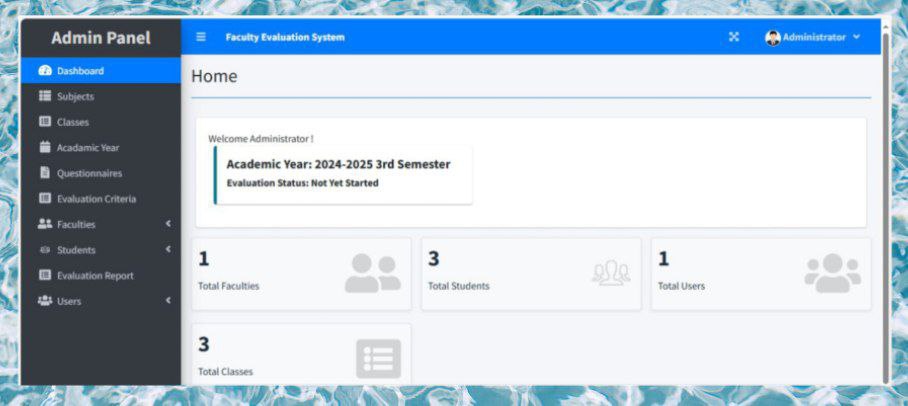 Admin Panel
Faculty Evaluation System
Administrator
Dashboard
Subjects
Classes
Acadamic Year
Questionnaires
Evaluation Criteria
Faculties
Students
Evaluation Report
Users
Home
Welcome Administrator !
Academic Year: 2024-2025 3rd Semester
Evaluation Status: Not Yet Started
1
Total Faculties
3
Total Students
1
Total Users
3
Total Classes